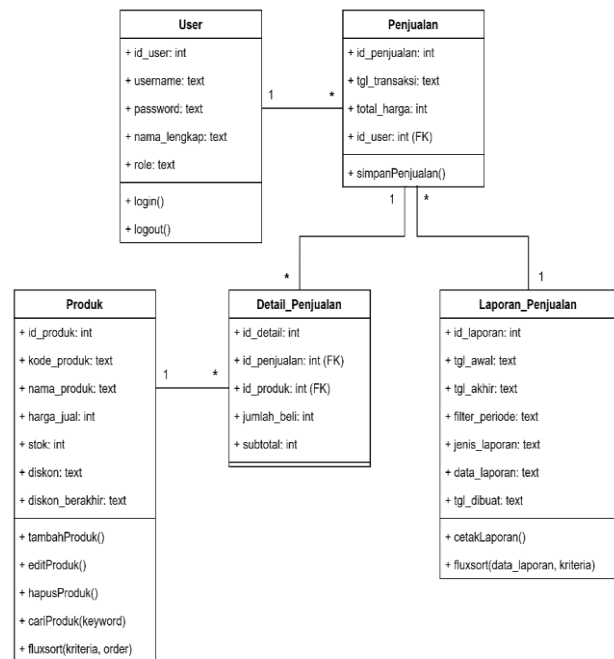 User
+ id_user: int
+ username: text
+ password: text
+ nama_lengkap: text
+ role: text
+ login()
+ logout()
1
*
Penjualan
+ id_penjualan: int
+ tgl_transaksi: text
+ total_harga: int
+ id_user: int (FK)
+ simpanPenjualan()
1
*
*
1
Produk
+ id_produk: int
+ kode_produk: text
+ nama_produk: text
+ harga_jual: int
+ stok: int
+ diskon: text
+ diskon_berakhir: text
+ tambahProduk()
+ editProduk()
+ hapusProduk()
+ cariProduk(keyword)
+ fluxsort(kriteria, order)
1
*
Detail_Penjualan
+ id_detail: int
+ id_penjualan: int (FK)
+ id_produk: int (FK)
+ jumlah_beli: int
+ subtotal: int
Laporan_Penjualan
+ id_laporan: int
+ tgl_awal: text
+ tgl_akhir: text
+ filter_periode: text
+ jenis_laporan: text
+ data_laporan: text
+ tgl_dibuat: text
+ cetakLaporan()
+ fluxsort(data_laporan, kriteria)